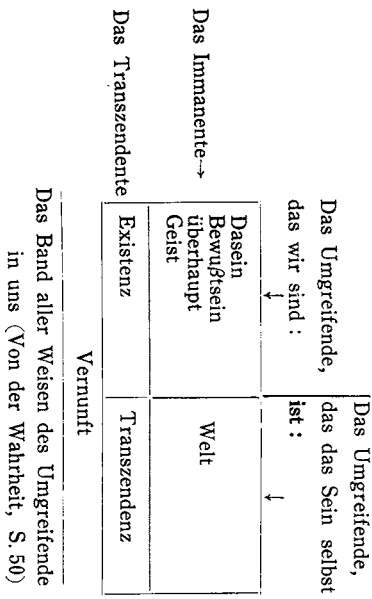 Das Umgreifende,
das wir sind :
Das Umgreifende,
das das Sein selbst
ist :
↓
↓
Das Immanente→
Dasein
Bewußtsein
überhaupt
Geist
Welt
Das Transzendente
Existenz
Transzendenz
Vernunft
Das Band aller Weisen des Umgreifende
in uns (Von der Wahrheit, S. 50)